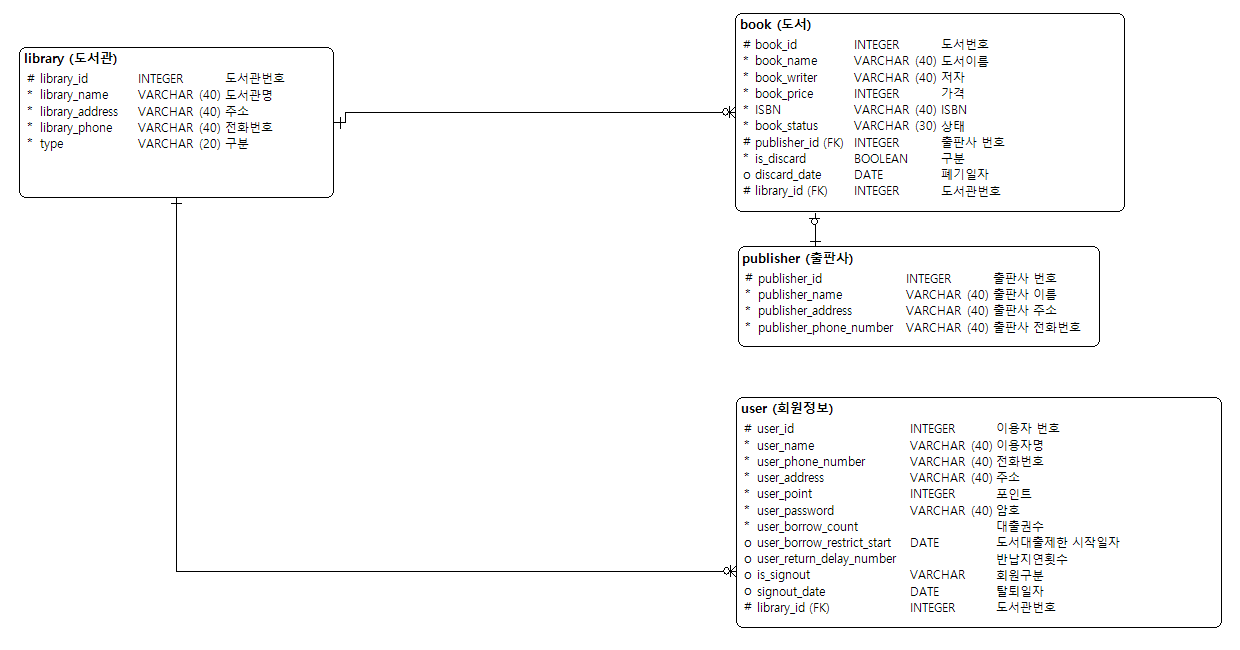 library (도서관)
# library_id INTEGER 도서관번호
* library_name VARCHAR (40) 도서관명
* library_address VARCHAR (40) 주소
* library_phone VARCHAR (40) 전화번호
* type VARCHAR (20) 구분
book (도서)
# book_id INTEGER 도서번호
* book_name VARCHAR (40) 도서이름
* book_writer VARCHAR (40) 저자
* book_price INTEGER 가격
* ISBN VARCHAR (40) ISBN
* book_status VARCHAR (30) 상태
# publisher_id (FK) INTEGER 출판사 번호
* is_discard BOOLEAN 구분
o discard_date DATE 폐기일자
# library_id (FK) INTEGER 도서관번호
publisher (출판사)
# publisher_id INTEGER 출판사 번호
* publisher_name VARCHAR (40) 출판사 이름
* publisher_address VARCHAR (40) 출판사 주소
* publisher_phone_number VARCHAR (40) 출판사 전화번호
user (회원정보)
# user_id INTEGER 이용자 번호
* user_name VARCHAR (40) 이용자명
* user_phone_number VARCHAR (40) 전화번호
* user_address VARCHAR (40) 주소
* user_point INTEGER 포인트
* user_password VARCHAR (40) 암호
* user_borrow_count 대출권수
o user_borrow_restrict_start DATE 도서대출제한 시작일자
o user_return_delay_number 반납지연횟수
o is_signout VARCHAR 회원구분
o signout_date DATE 탈퇴일자
# library_id (FK) INTEGER 도서관번호